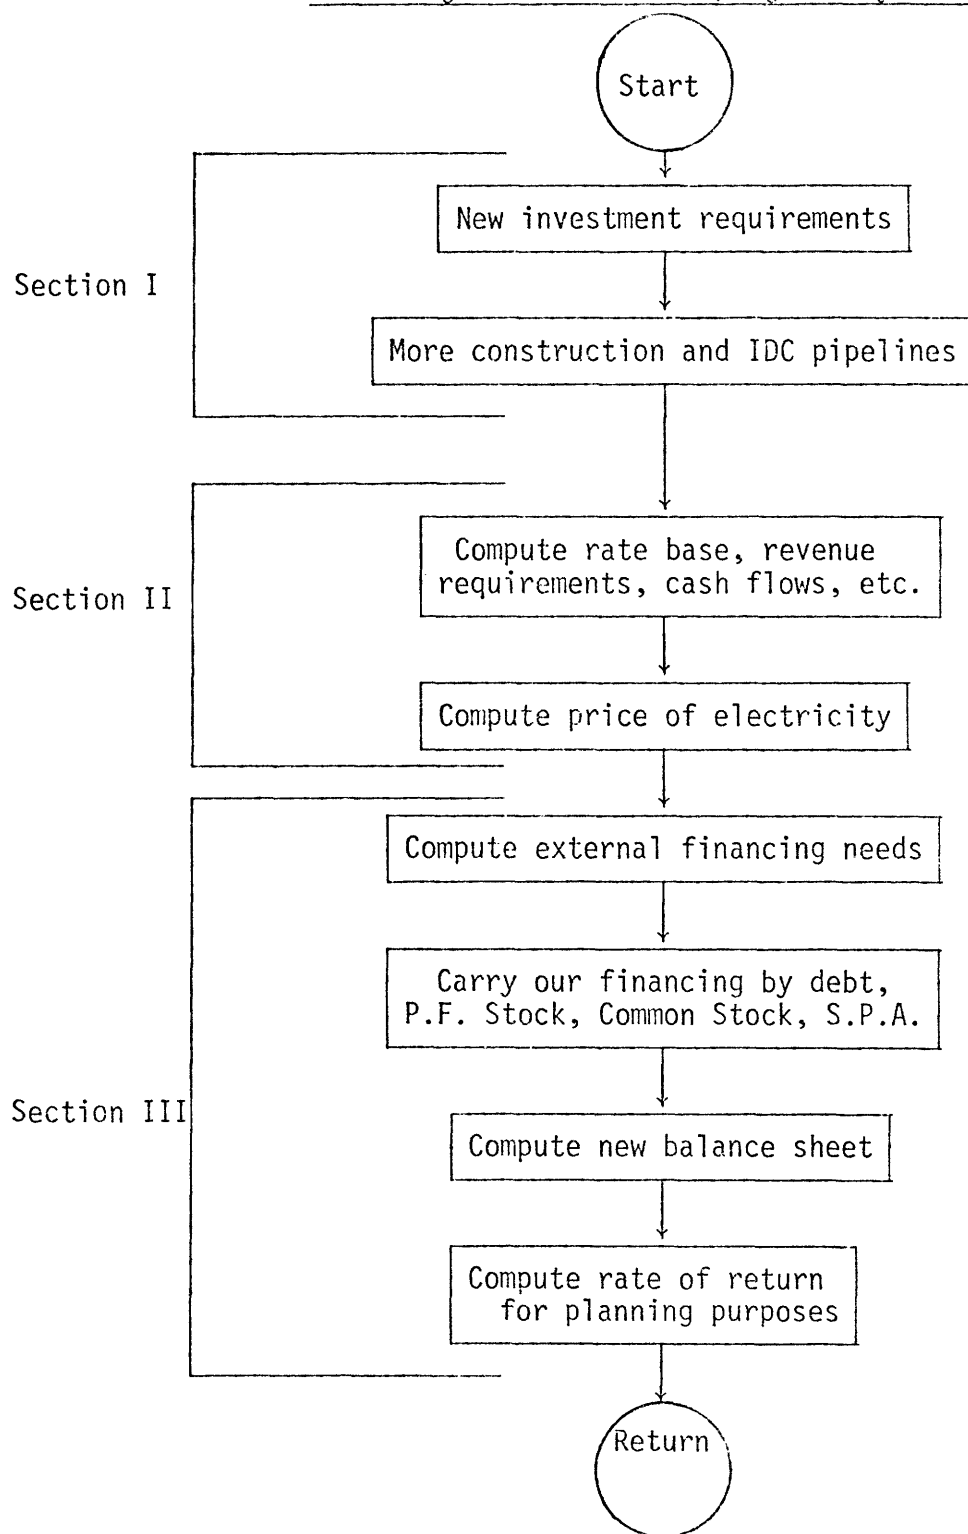 Start
New investment requirements
Section I
More construction and IDC pipelines
Compute rate base, revenue
requirements, cash flows, etc.
Section II
Compute price of electricity
Compute external financing needs
Carry our financing by debt,
P.F. Stock, Common Stock, S.P.A.
Section III
Compute new balance sheet
Compute rate of return
for planning purposes
Return